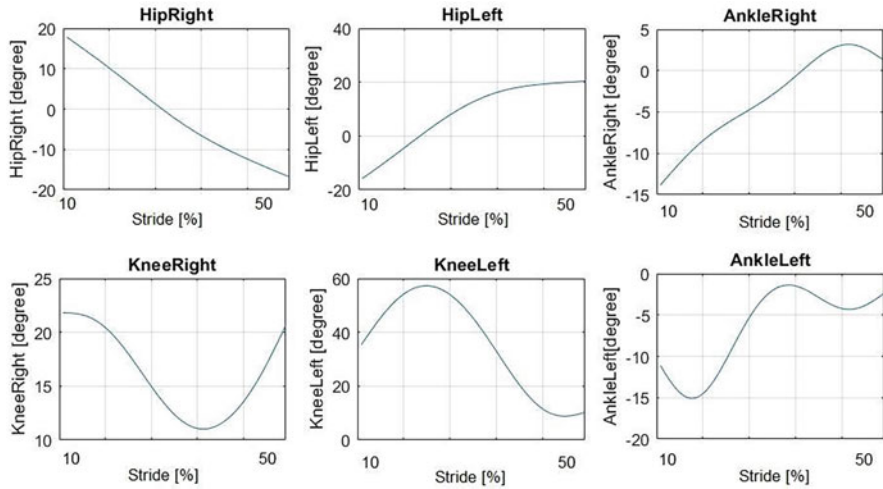 HipRight
HipLeft
AnkleRight
20
10
0
-10
-20
HipRight [degree]
10
50
Stride [%]
40
20
0
-20
HipLeft [degree]
10
50
Stride [%]
5
0
-5
-10
-15
AnkleRight [degree]
10
50
Stride [%]
KneeRight
KneeLeft
AnkleLeft
25
20
15
10
KneeRight [degree]
10
50
Stride [%]
60
40
20
0
KneeLeft [degree]
10
50
Stride [%]
0
-5
-10
-15
-20
AnkleLeft[degree]
10
50
Stride [%]